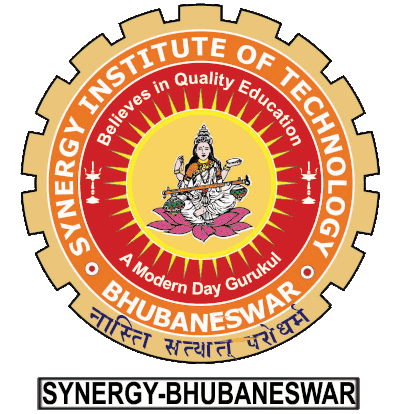 SYNERGY INSTITUTE OF TECHNOLOGY
Believes in Quality Education
A Modern Day Gurukul
BHUBANESWAR
नास्ति सत्यात् परोधर्म
SYNERGY-BHUBANESWAR